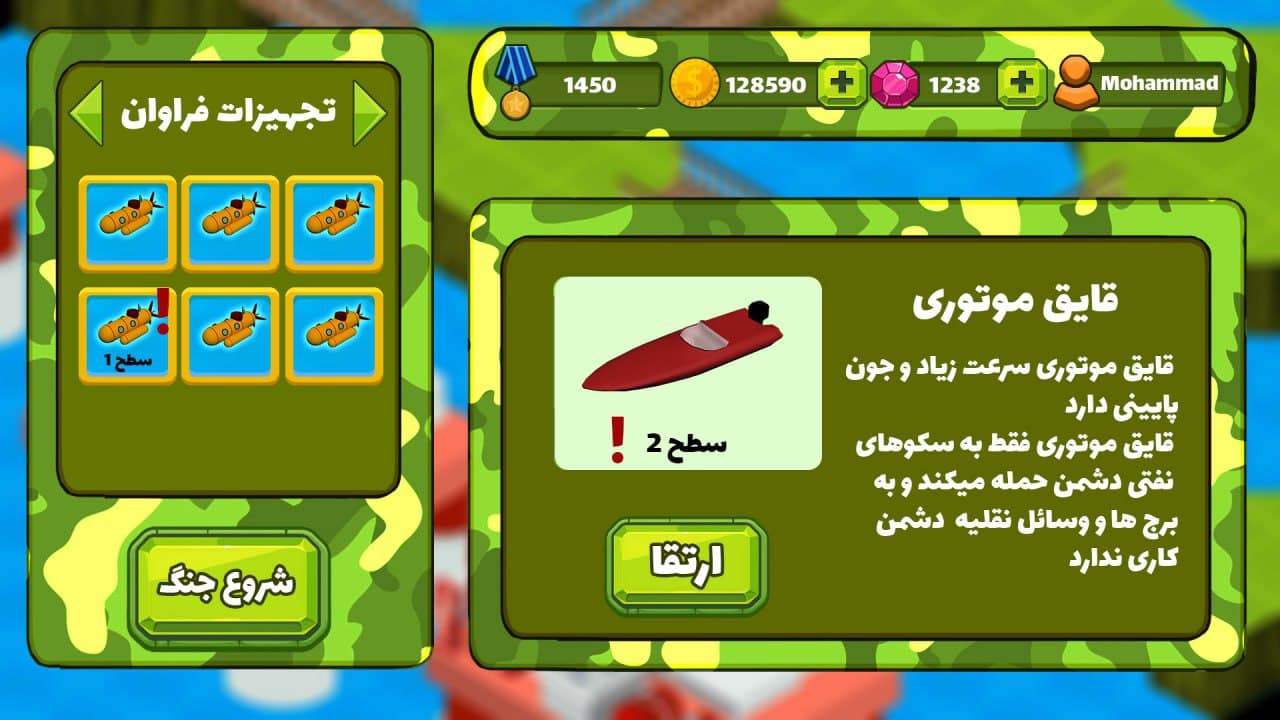 1450
128590
1238
Mohammad
تجهیزات فراوان
سطح 1
شروع جنگ
قایق موتوری
قایق موتوری سرعت زیاد و جون
پایینی دارد
قایق موتوری فقط به سکوهای
نفتی دشمن حمله میکند و به
برج ها و وسائل نقلیه دشمن
کاری ندارد
سطح 2
ارتقا